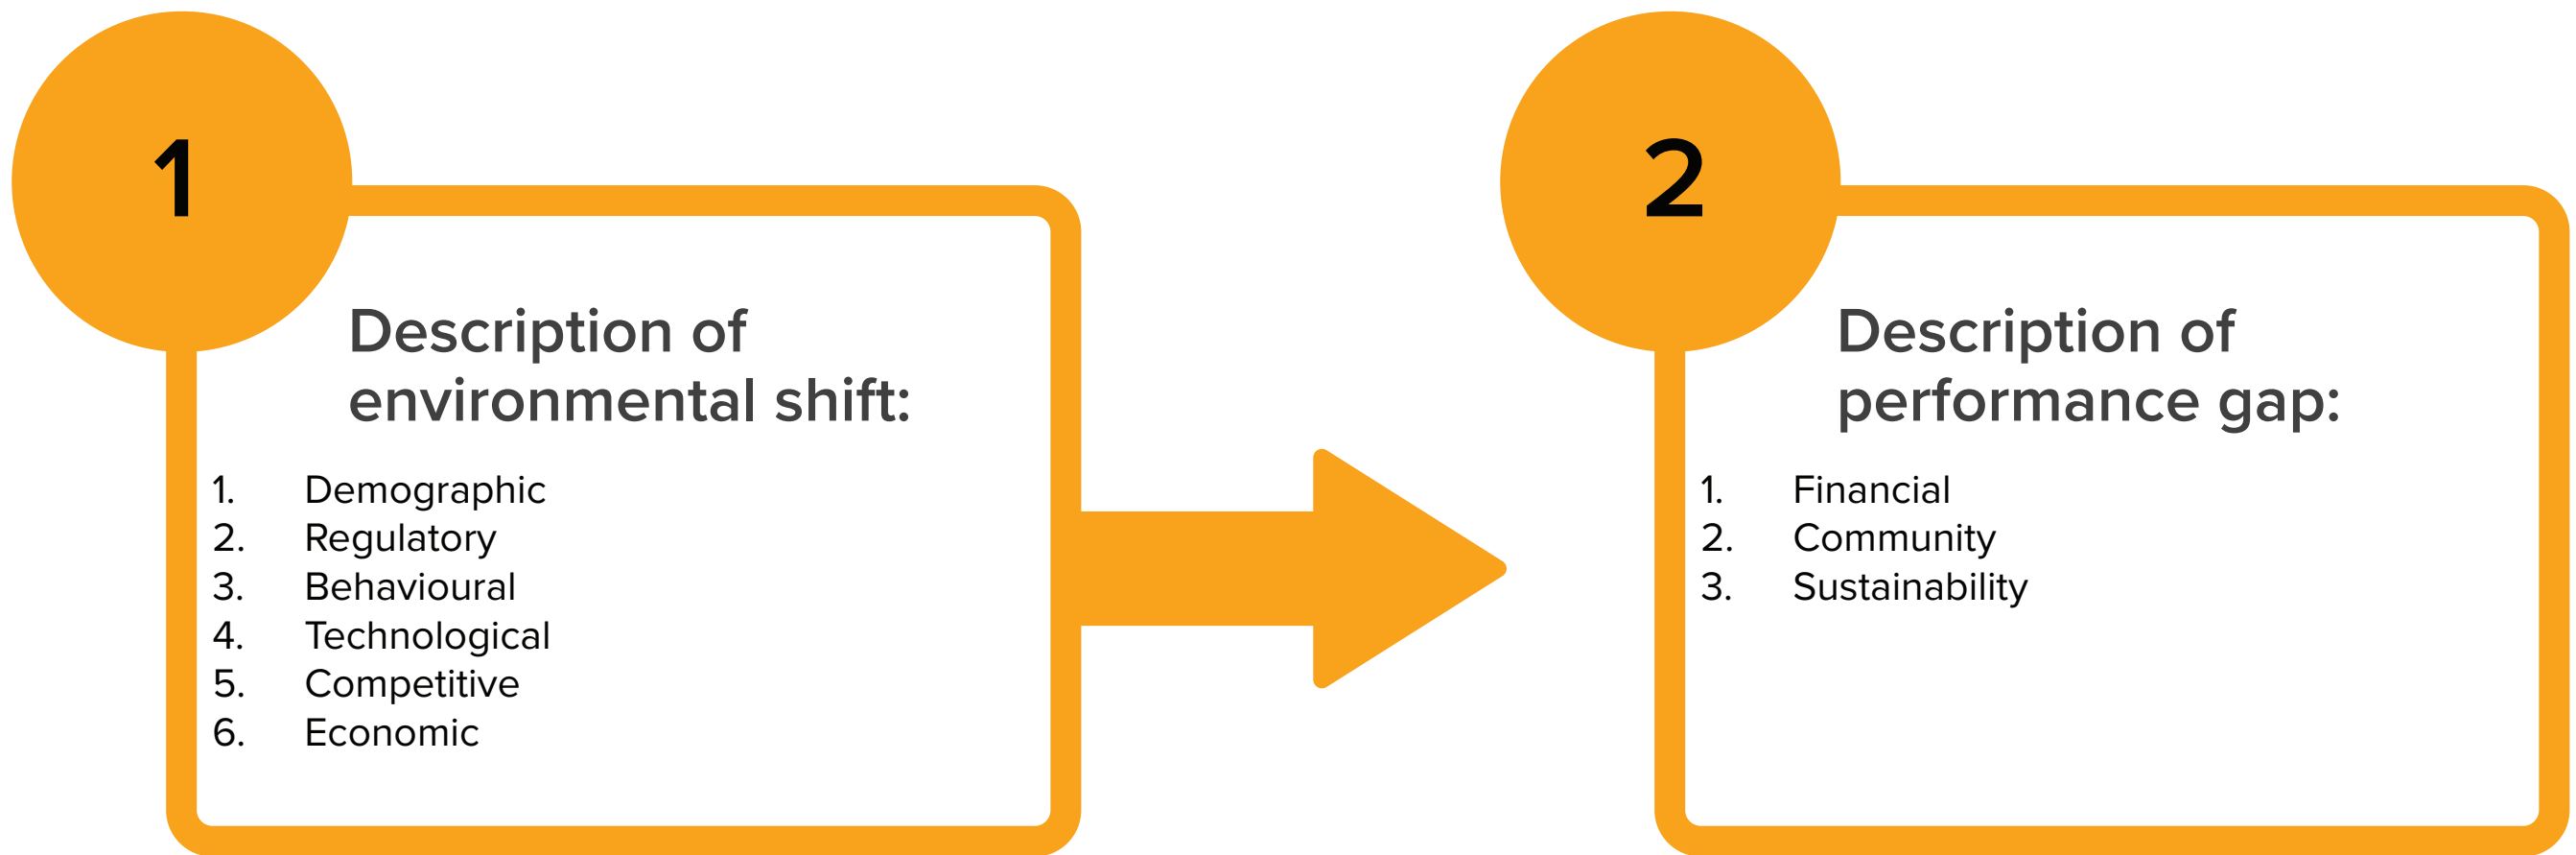 1
Description of
environmental shift:
1. Demographic
2. Regulatory
3. Behavioural
4. Technological
5. Competitive
6. Economic
2
Description of
performance gap:
1. Financial
2. Community
3. Sustainability